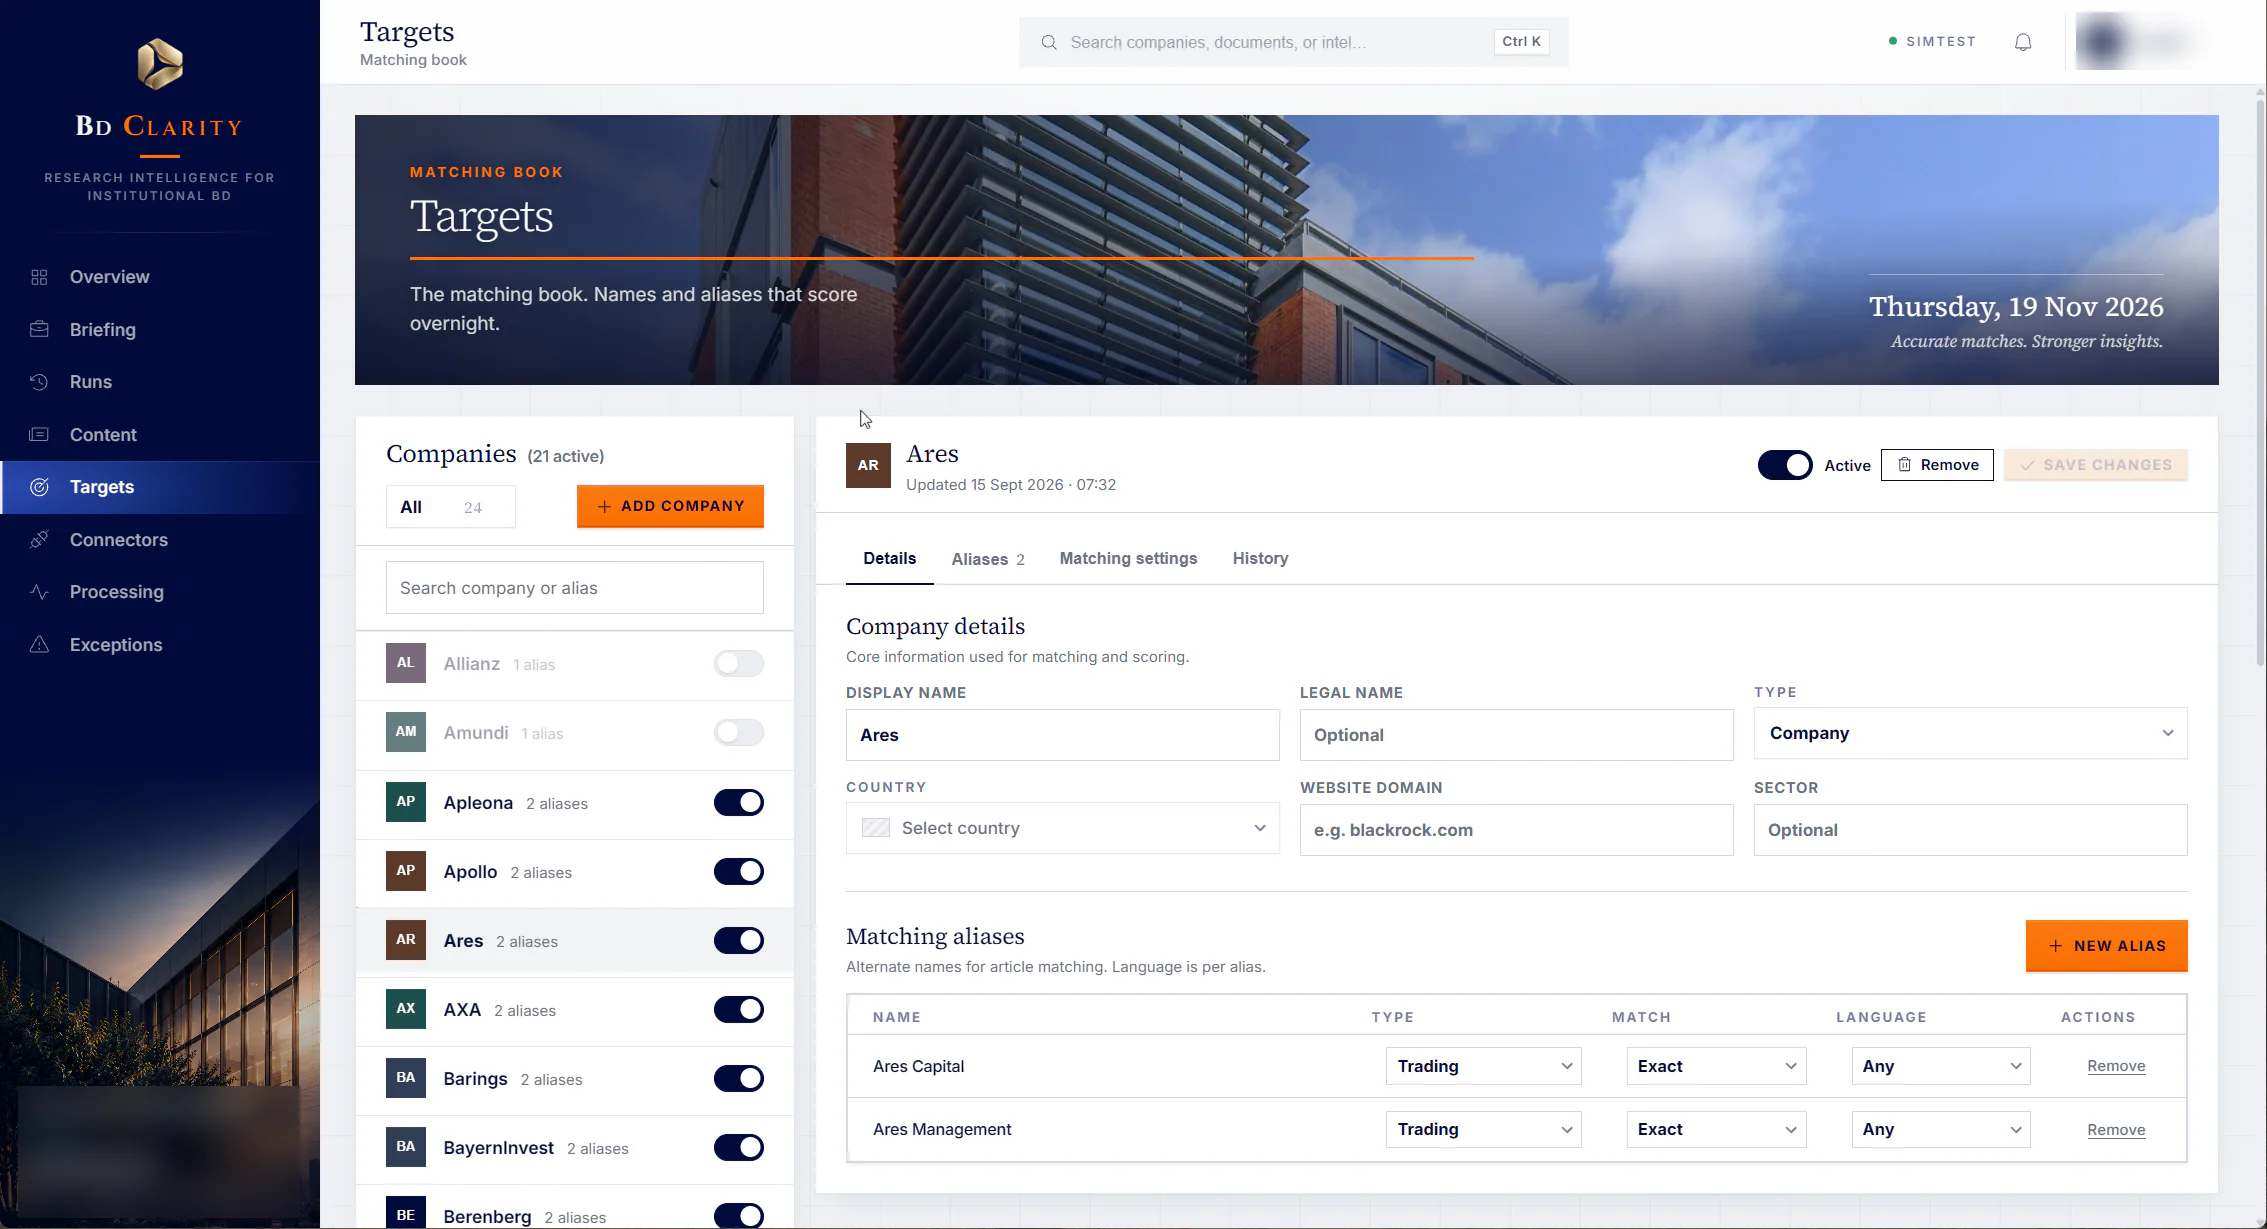 BD CLARITY
RESEARCH INTELLIGENCE FOR
INSTITUTIONAL BD
Overview
Briefing
Runs
Content
Targets
Connectors
Processing
Exceptions
Targets
Matching book
Search companies, documents, or intel...
Ctrl K
SIMTEST
MATCHING BOOK
Targets
The matching book. Names and aliases that score
overnight.
Thursday, 19 Nov 2026
Accurate matches. Stronger insights.
Companies (21 active)
All 24
+ ADD COMPANY
Search company or alias
AL Allianz 1 alias
AM Amundi 1 alias
AP Apleona 2 aliases
AP Apollo 2 aliases
AR Ares 2 aliases
AX AXA 2 aliases
BA Barings 2 aliases
BA BayernInvest 2 aliases
BE Berenberg 2 aliases
AR Ares
Updated 15 Sept 2026 · 07:32
Active
Remove
SAVE CHANGES
Details
Aliases 2
Matching settings
History
Company details
Core information used for matching and scoring.
DISPLAY NAME
Ares
LEGAL NAME
Optional
TYPE
Company
COUNTRY
Select country
WEBSITE DOMAIN
e.g. blackrock.com
SECTOR
Optional
Matching aliases
Alternate names for article matching. Language is per alias.
+ NEW ALIAS
NAME TYPE MATCH LANGUAGE ACTIONS
Ares Capital Trading Exact Any Remove
Ares Management Trading Exact Any Remove